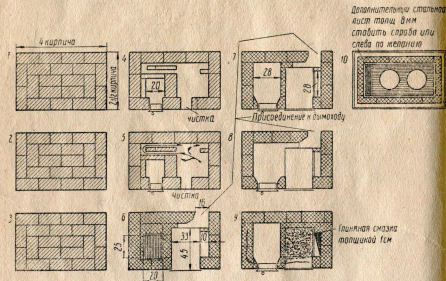 Дополнительный стальной
лист толщ 8мм
ставить справа или
слева по желанию
4 кирпича
1
4
7
10
20
28
28
чистка
Присоединение к дымоходу
2
5
8
чистка
3
6
9
16
25
33
10
45
20
Глиняная смазка
толщиной 1см